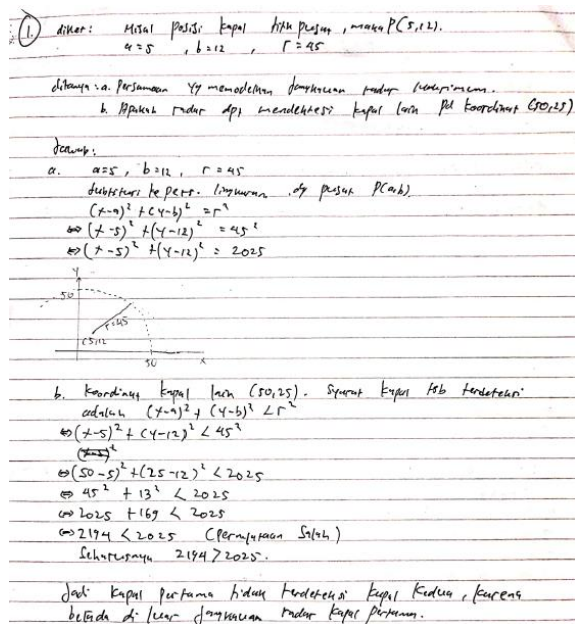 1. diket: Misal posisi kapal titik pusat, maka P(5,12).
a=5, b=12, r=45
ditanya: a. Persamaan yg memodelkan jangkauan radar maksimum.
b. Apakah radar dpt mendeteksi kapal lain pd koordinat (50,25)
Jawab:
a. a=5, b=12, r=45
Substitusi ke pers. lingkaran dg pusat P(a,b)
(x-a)² + (y-b)² = r²
⇔ (x-5)² + (y-12)² = 45²
⇔ (x-5)² + (y-12)² = 2025
y
50
r=45
(5,12
50
x
b. Koordinat kapal lain (50,25). Syarat kapal tsb terdeteksi
adalah (x-a)² + (y-b)² < r²
⇔ (x-5)² + (y-12)² < 45²
(x-5)²
⇔ (50-5)² + (25-12)² < 2025
⇔ 45² + 13² < 2025
⇔ 2025 + 169 < 2025
⇔ 2194 < 2025 (Pernyataan Salah)
Seharusnya 2194 > 2025.
Jadi kapal pertama tidak terdeteksi kapal kedua, karena
berada di luar jangkauan radar kapal pertama.